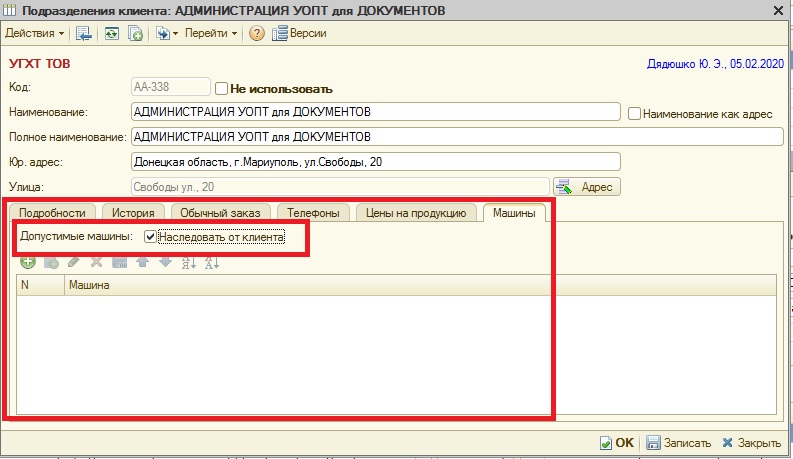 Подразделения клиента: АДМИНИСТРАЦИЯ УОПТ для ДОКУМЕНТОВ
Действия Перейти ? Версии
УГХТ ТОВ Дядюшко Ю. Э., 05.02.2020
Код: АА-338 Не использовать
Наименование: АДМИНИСТРАЦИЯ УОПТ для ДОКУМЕНТОВ Наименование как адрес
Полное наименование: АДМИНИСТРАЦИЯ УОПТ для ДОКУМЕНТОВ
Юр. адрес: Донецкая область, г.Мариуполь, ул.Свободы, 20
Улица: Свободы ул., 20 Адрес
Подробности История Обычный заказ Телефоны Цены на продукцию Машины
Допустимые машины: Наследовать от клиента
N Машина
OK Записать Закрыть